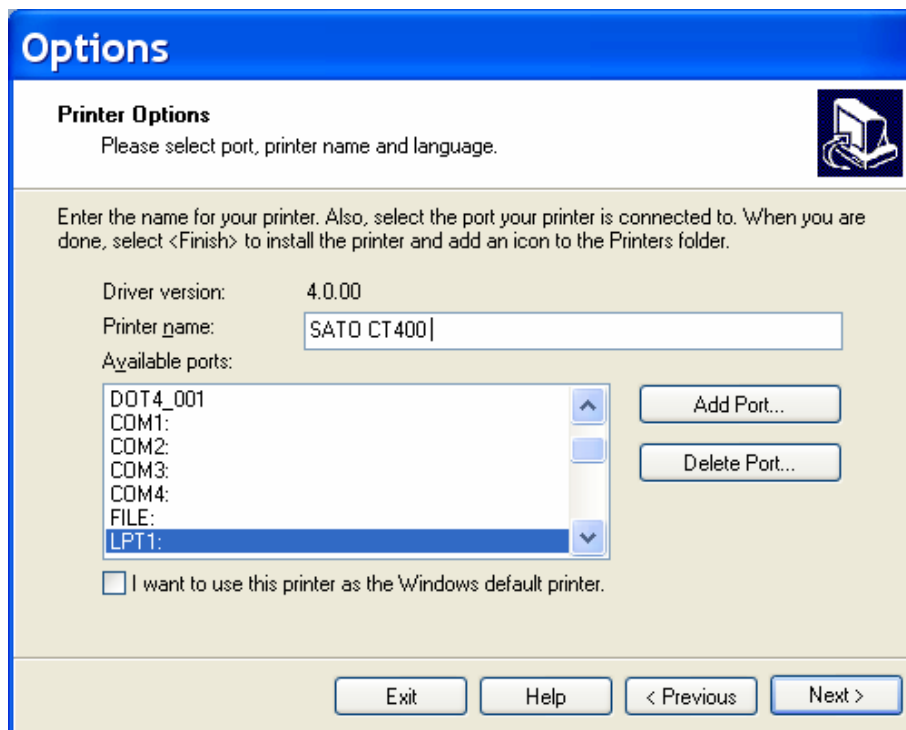 Options
Printer Options
Please select port, printer name and language.
Enter the name for your printer. Also, select the port your printer is connected to. When you are
done, select <Finish> to install the printer and add an icon to the Printers folder.
Driver version: 4.0.00
Printer name: SATO CT400
Available ports:
DOT4_001
COM1:
COM2:
COM3:
COM4:
FILE:
LPT1:
Add Port...
Delete Port...
I want to use this printer as the Windows default printer.
Exit Help < Previous Next >